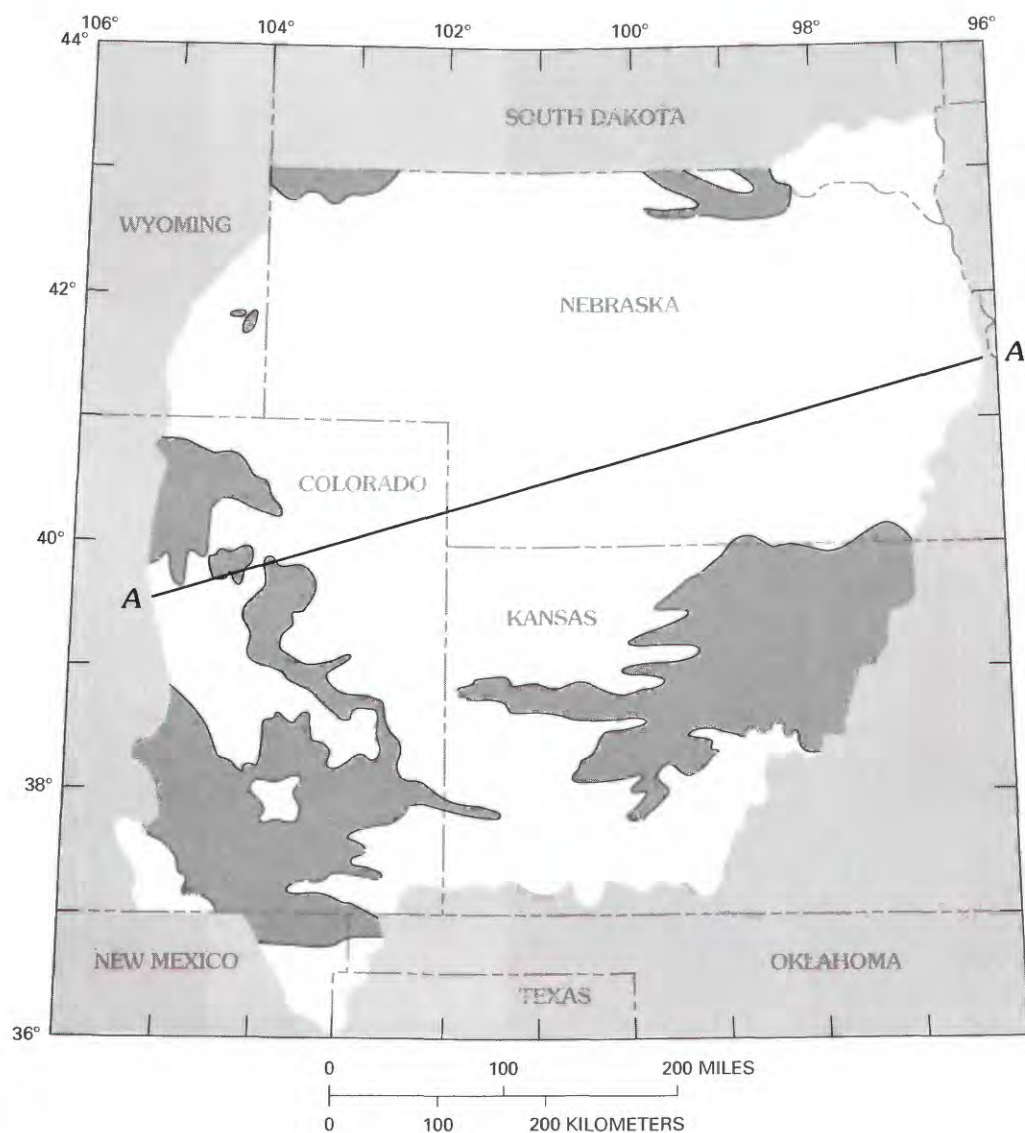 106° 104° 102° 100° 98° 96°
44°
SOUTH DAKOTA
WYOMING
42°
NEBRASKA
A
COLORADO
40°
A
KANSAS
38°
NEW MEXICO
OKLAHOMA
TEXAS
36°
0 100 200 MILES
0 100 200 KILOMETERS